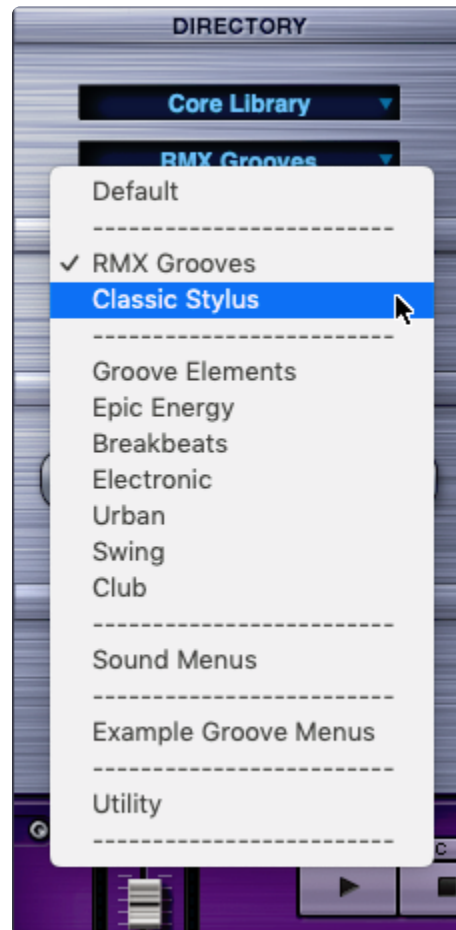 DIRECTORY
Core Library
RMX Grooves
Default
-------------------------
✓ RMX Grooves
Classic Stylus
-------------------------
Groove Elements
Epic Energy
Breakbeats
Electronic
Urban
Swing
Club
-------------------------
Sound Menus
-------------------------
Example Groove Menus
-------------------------
Utility
-------------------------
C